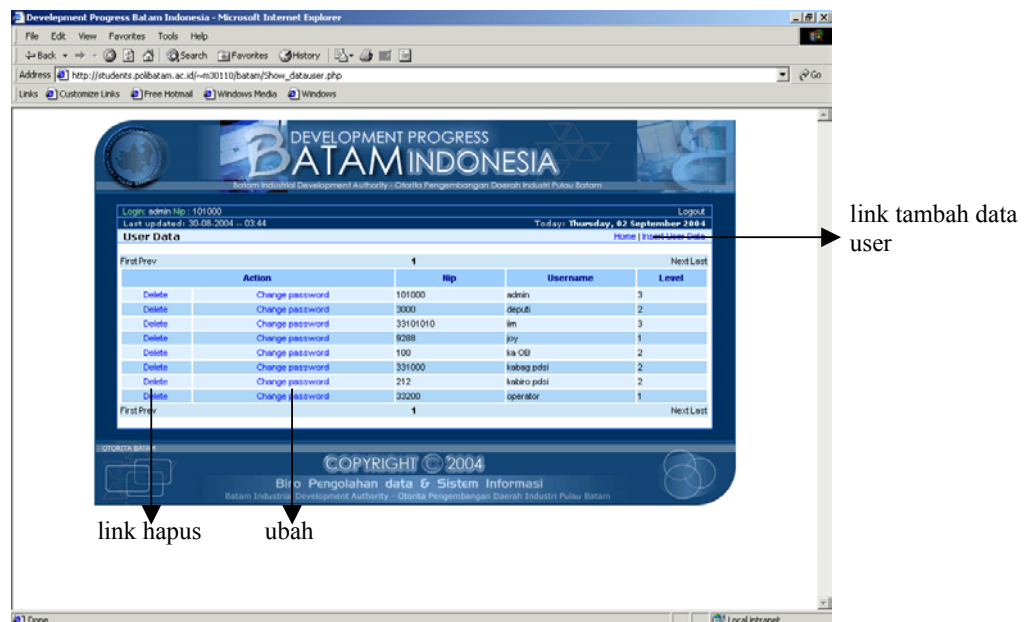 Develepment Progress Batam Indonesia - Microsoft Internet Explorer
File Edit View Favorites Tools Help
Back Search Favorites History
Address http://students.polibatam.ac.id/~m30110/batam/Show_datauser.php Go
Links Customize Links Free Hotmail Windows Media Windows
DEVELOPMENT PROGRESS
BATAM INDONESIA
Batam Industrial Development Authority - Otorita Pengembangan Daerah Industri Pulau Batam
Login: admin Nip : 101000 Logout
Last updated: 30-08-2004 -- 03:44 Today: Thursday, 02 September 2004
User Data Home | Insert User Data
First Prev 1 Next Last
Action Nip Username Level
Delete Change password 101000 admin 3
Delete Change password 3000 deputi 2
Delete Change password 33101010 iim 3
Delete Change password 9288 joy 1
Delete Change password 100 ka OB 2
Delete Change password 331000 kabag pdsi 2
Delete Change password 212 kabiro pdsi 2
Delete Change password 33200 operator 1
First Prev 1 Next Last
OTORITA BATAM
COPYRIGHT © 2004
Biro Pengolahan data & Sistem Informasi
Batam Industrial Development Authority - Otorita Pengembangan Daerah Industri Pulau Batam
link tambah data
user
link hapus ubah
Done Local intranet